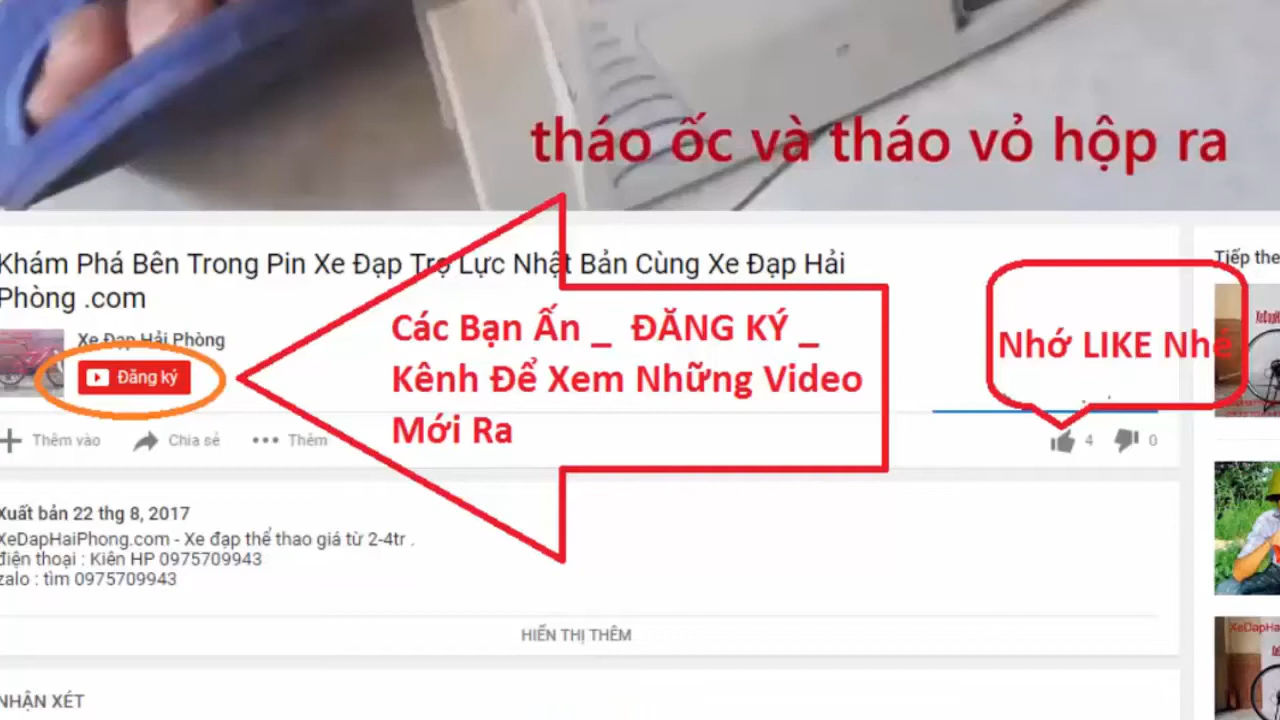 tháo ốc và tháo vỏ hộp ra
Khám Phá Bên Trong Pin Xe Đạp Trợ Lực Nhật Bản Cùng Xe Đạp Hải
Phòng .com
Tiếp the
Xe Đạp Hải Phòng
Đăng ký
Các Bạn Ấn _ ĐĂNG KÝ _
Kênh Để Xem Những Video
Mới Ra
Nhớ LIKE Nhé
Thêm vào
Chia sẻ
Thêm
4
0
Xuất bản 22 thg 8, 2017
XeDapHaiPhong.com - Xe đạp thể thao giá từ 2-4tr .
điện thoại : Kiên HP 0975709943
zalo : tìm 0975709943
HIỂN THỊ THÊM
XeDapHa
NHẬN XÉT